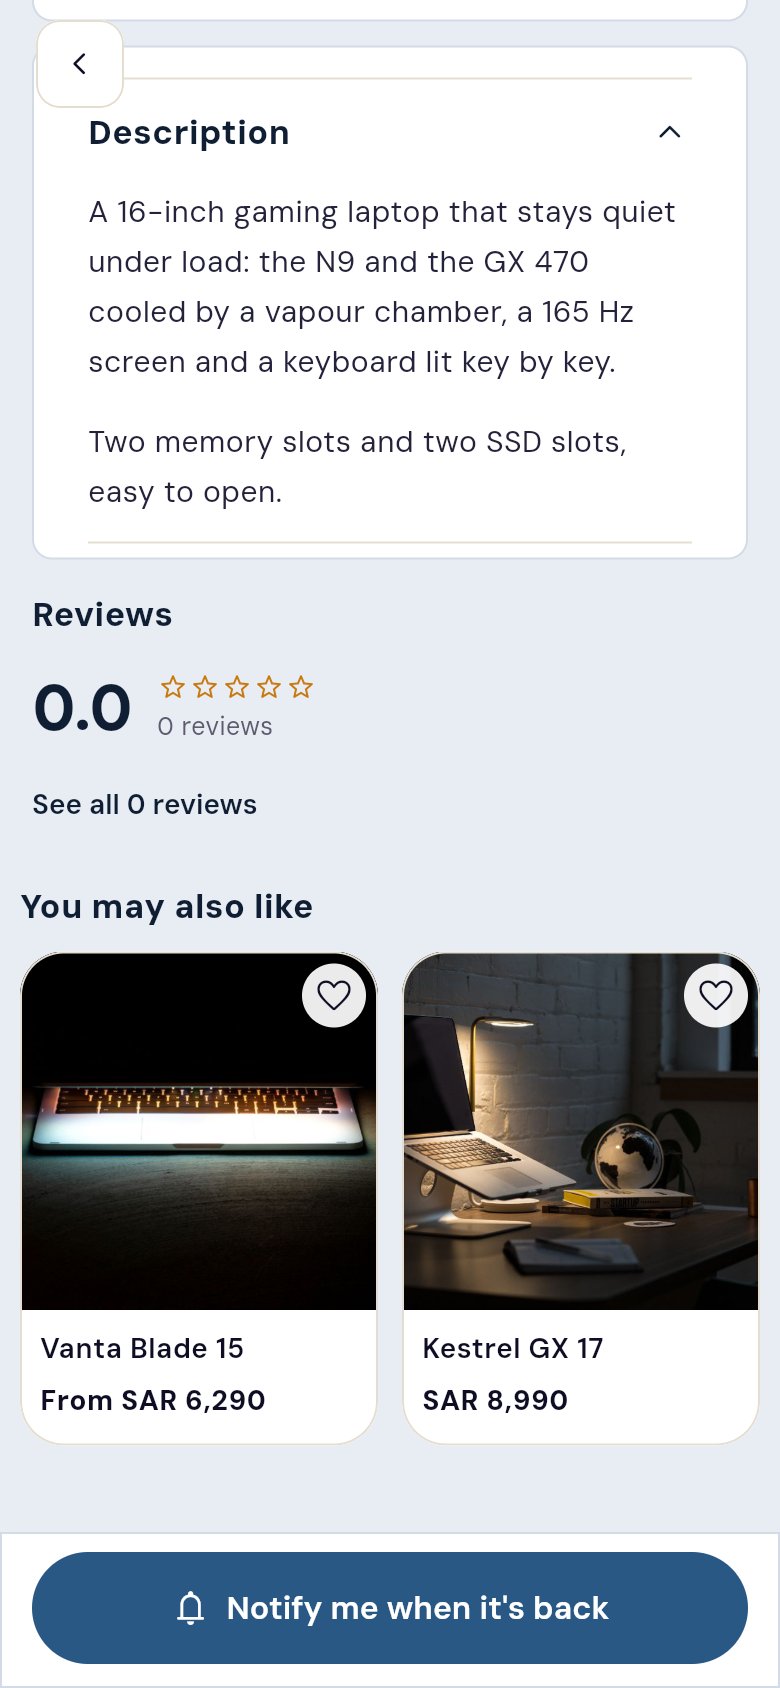 Description
A 16-inch gaming laptop that stays quiet
under load: the N9 and the GX 470
cooled by a vapour chamber, a 165 Hz
screen and a keyboard lit key by key.
Two memory slots and two SSD slots,
easy to open.
Reviews
0.0
0 reviews
See all 0 reviews
You may also like
Vanta Blade 15
From SAR 6,290
Kestrel GX 17
SAR 8,990
Notify me when it's back